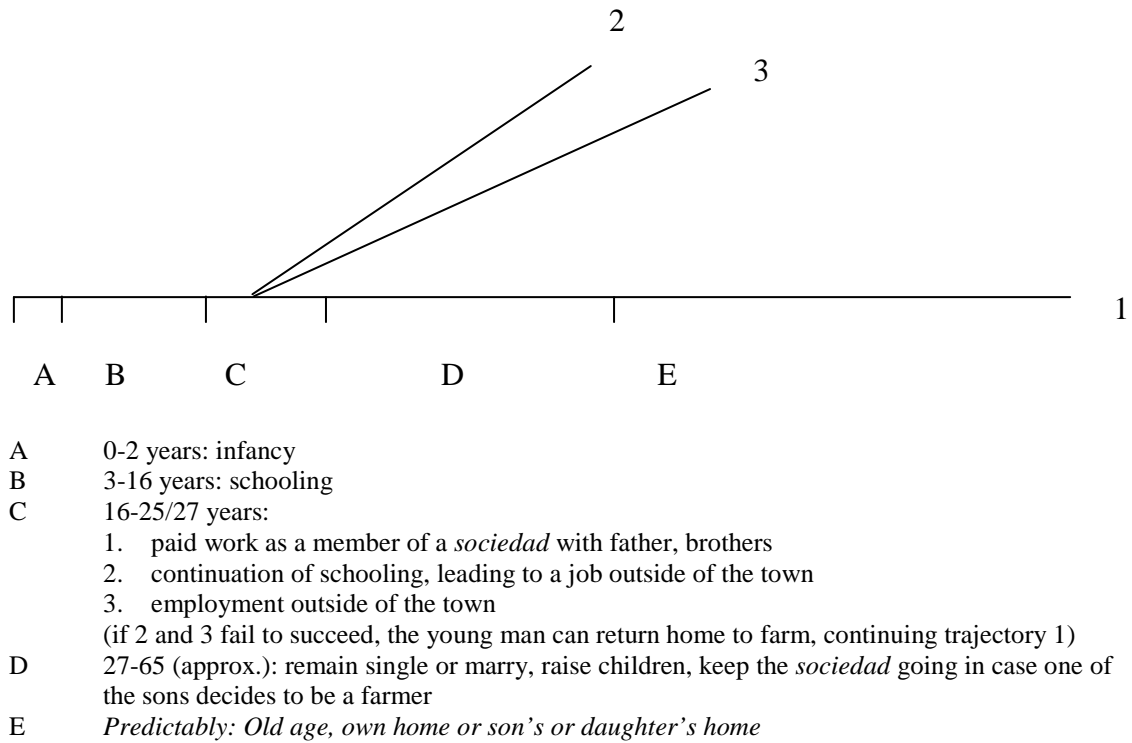 2
3
1
A B C D E
A 0-2 years: infancy
B 3-16 years: schooling
C 16-25/27 years:
1. paid work as a member of a sociedad with father, brothers
2. continuation of schooling, leading to a job outside of the town
3. employment outside of the town
(if 2 and 3 fail to succeed, the young man can return home to farm, continuing trajectory 1)
D 27-65 (approx.): remain single or marry, raise children, keep the sociedad going in case one of
the sons decides to be a farmer
E Predictably: Old age, own home or son's or daughter's home